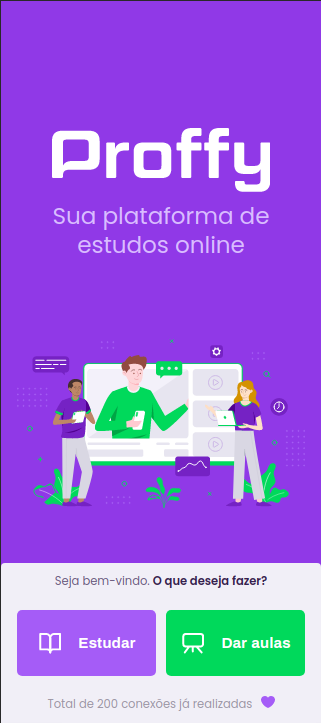 Proffy
Sua plataforma de
estudos online
Seja bem-vindo. O que deseja fazer?
Estudar
Dar aulas
Total de 200 conexões já realizadas